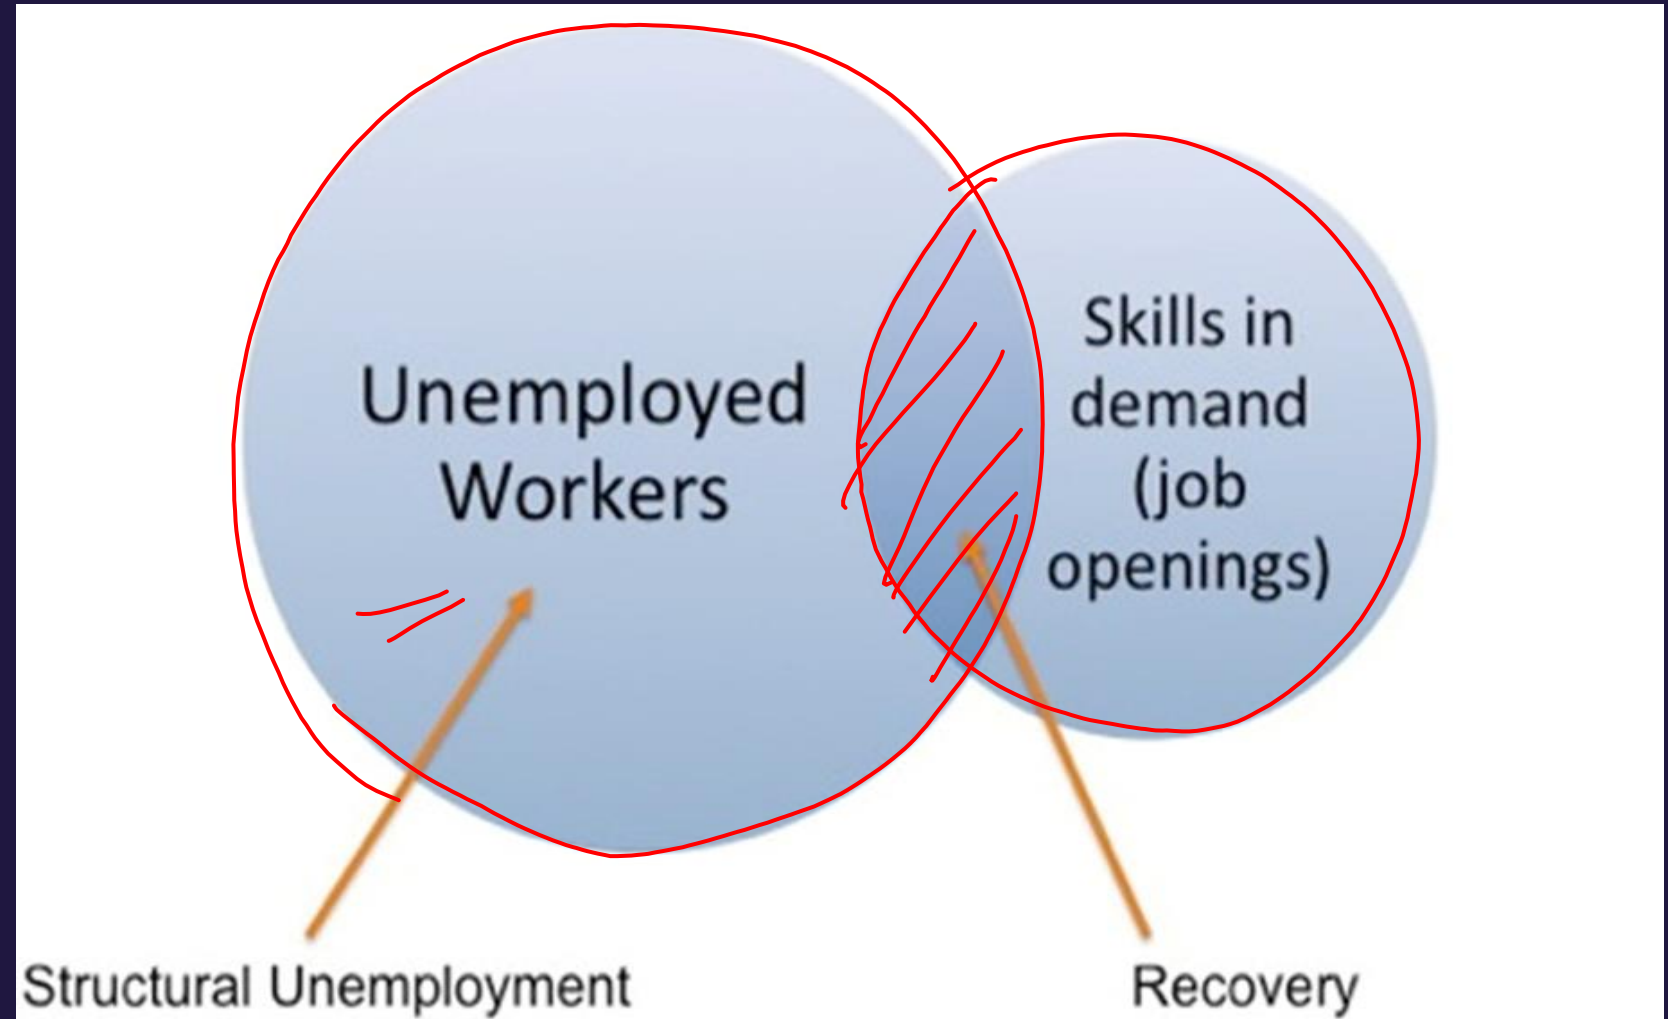 Unemployed
Workers
Skills in
demand
(job
openings)
Structural Unemployment
Recovery